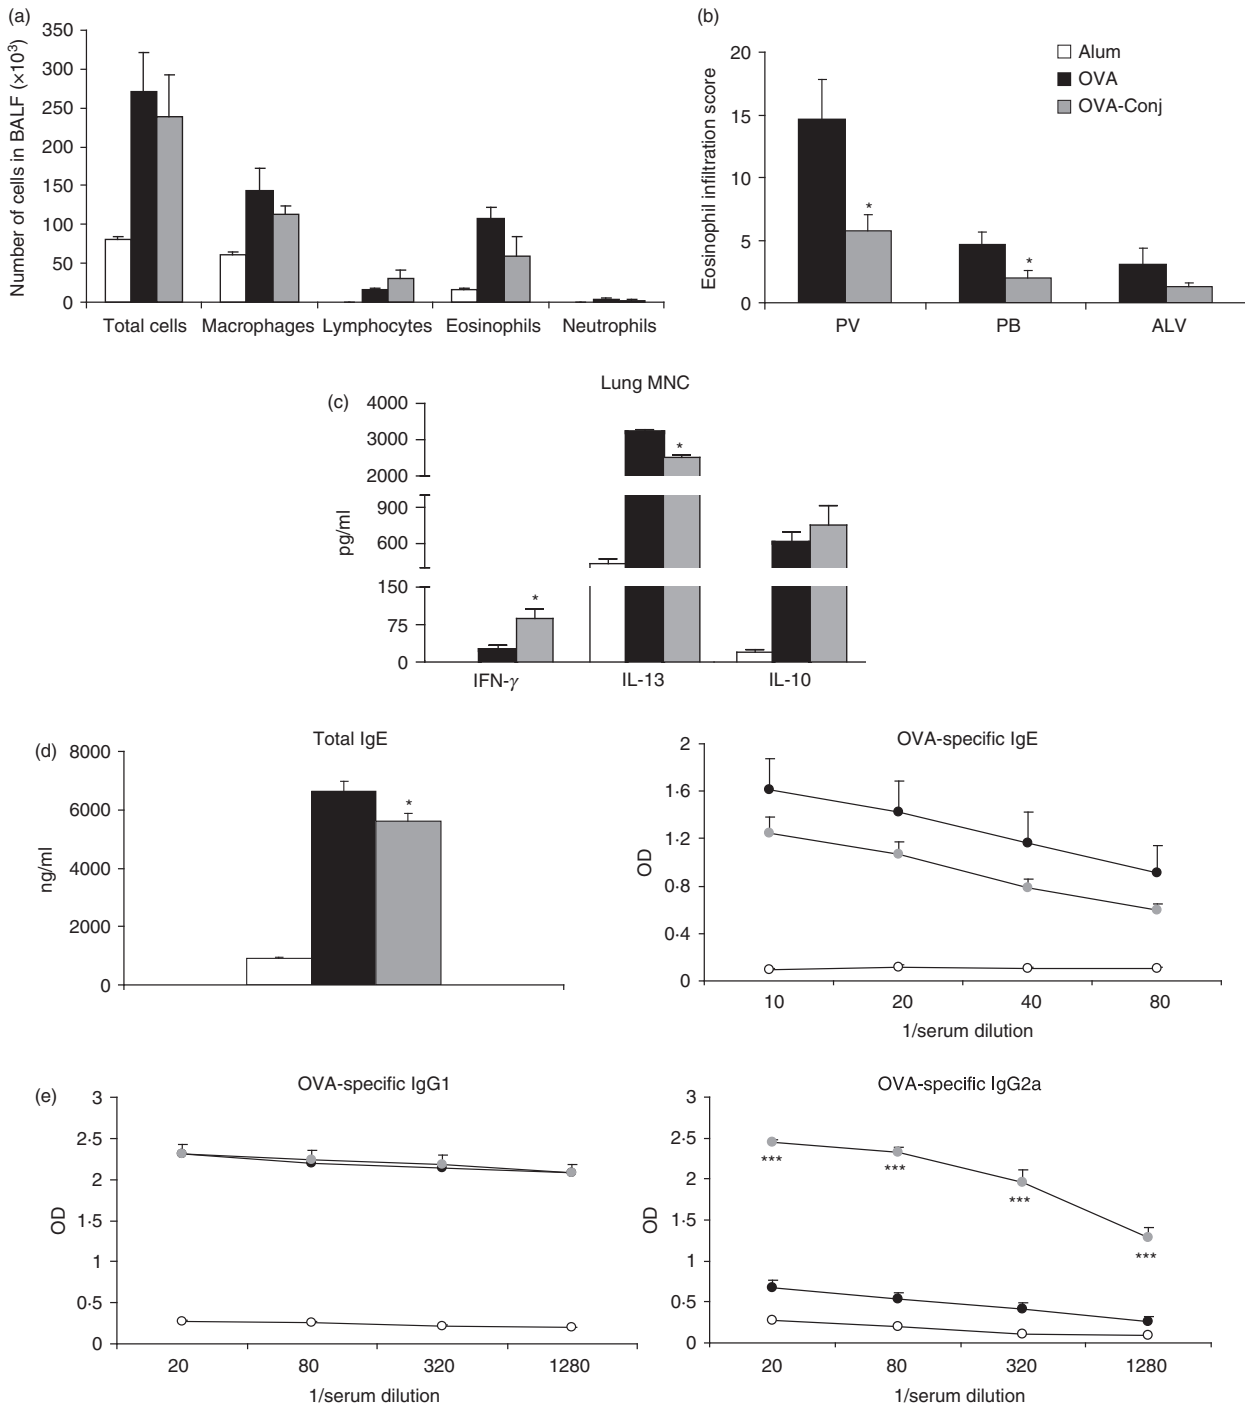 (a)
350
300
250
200
150
100
50
0
Number of cells in BALF (×10³)
Total cells Macrophages Lymphocytes Eosinophils Neutrophils
(b)
20
15
10
5
0
Eosinophil infiltration score
Alum
OVA
OVA-Conj
*
*
PV PB ALV
(c)
Lung MNC
4000
3000
2000
900
600
150
75
0
pg/ml
*
*
IFN-γ IL-13 IL-10
(d)
Total IgE
8000
6000
4000
2000
0
ng/ml
*
OVA-specific IgE
2
1·6
1·2
0·8
0·4
0
OD
10 20 40 80
1/serum dilution
(e)
OVA-specific IgG1
3
2·5
2
1·5
1
0·5
0
OD
20 80 320 1280
1/serum dilution
OVA-specific IgG2a
3
2·5
2
1·5
1
0·5
0
OD
***
***
***
***
20 80 320 1280
1/serum dilution